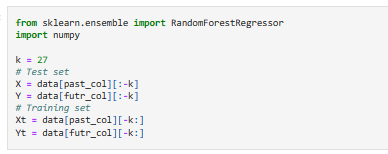 from sklearn.ensemble import RandomForestRegressor
import numpy
k = 27
# Test set
X = data[past_col][:-k]
Y = data[futr_col][:-k]
# Training set
Xt = data[past_col][-k:]
Yt = data[futr_col][-k:]